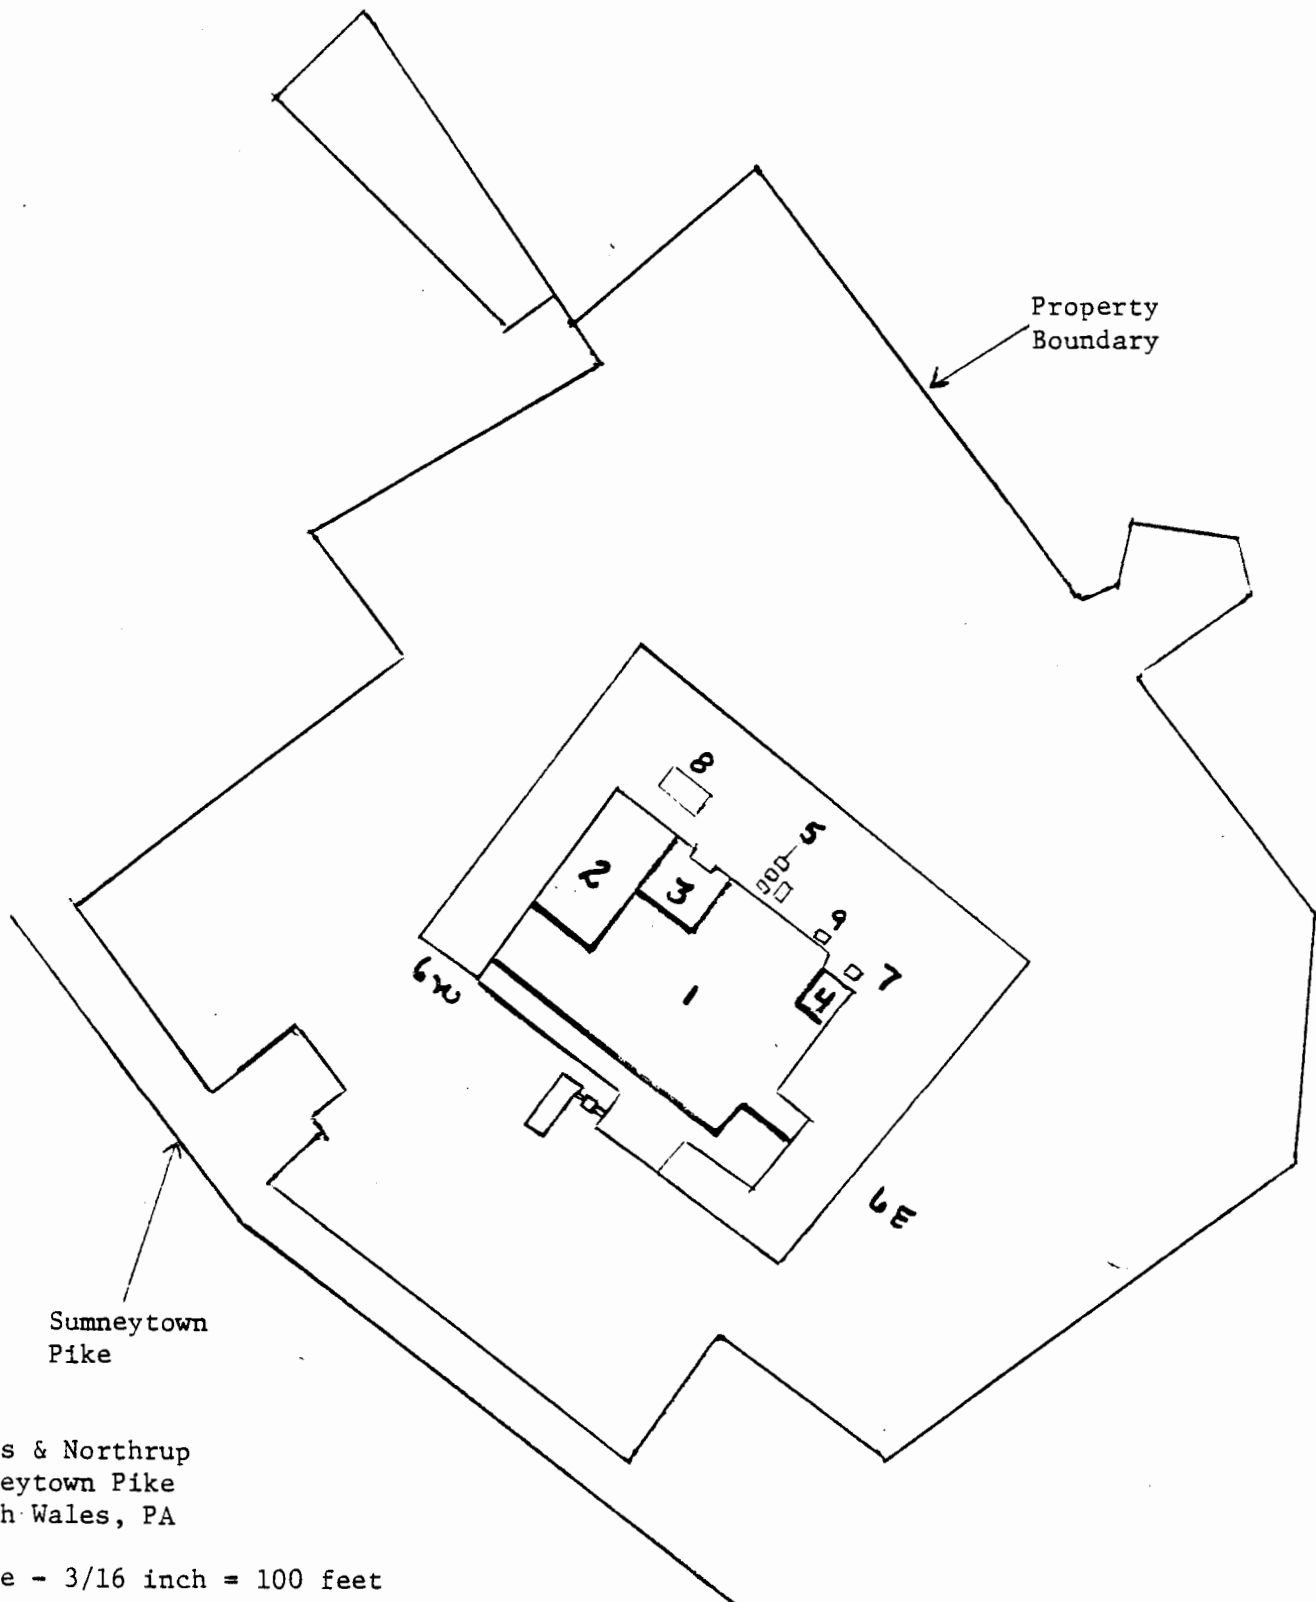 Property
Boundary
8
5
2
3
9
7
6W
4
1
6E
Sumneytown
Pike
s & Northrup
eytown Pike
h Wales, PA
e - 3/16 inch = 100 feet